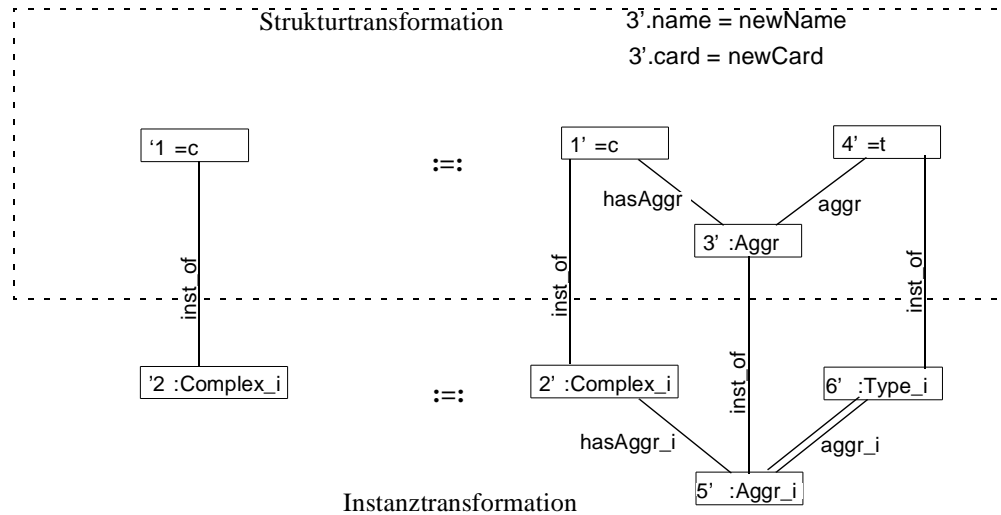 Strukturtransformation
3'.name = newName
3'.card = newCard
‘1 =c
:=:
1’ =c
4’ =t
hasAggr
aggr
3’ :Aggr
inst_of
inst_of
inst_of
inst_of
’2 :Complex_i
:=:
2’ :Complex_i
6’ :Type_i
hasAggr_i
aggr_i
5’ :Aggr_i
Instanztransformation